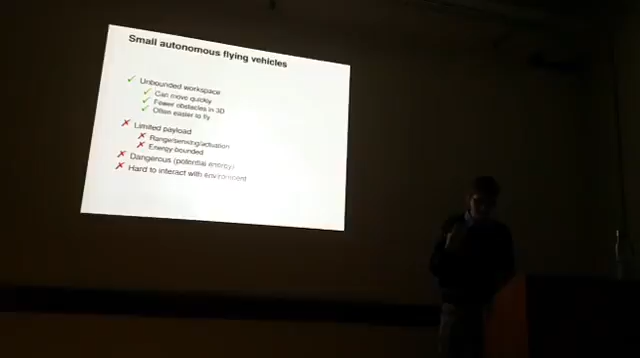 Small autonomous flying vehicles
Unbounded workspace
Can move quickly
Fewer obstacles in 3D
Often easier to fly
Limited payload
Range/sensing/actuation
Energy bounded
Dangerous (potential energy)
Hard to interact with environment